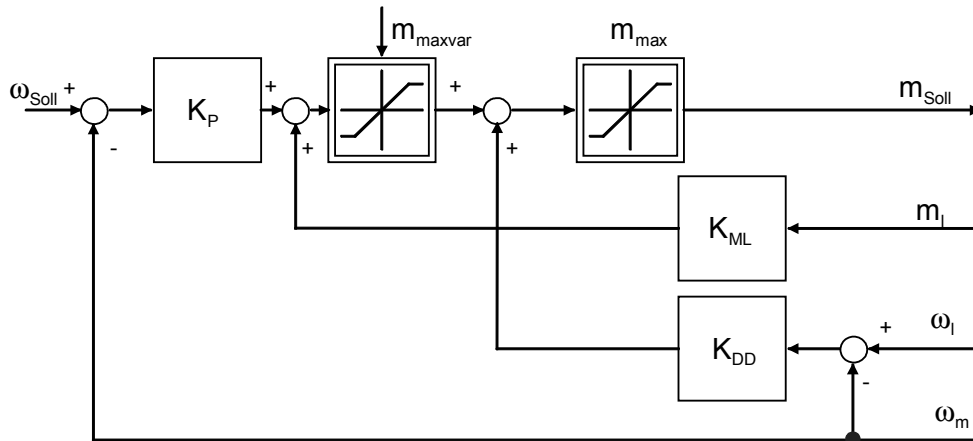 m_maxvar
m_max
ω_Soll
+
-
K_P
+
+
+
+
m_Soll
K_ML
m_l
K_DD
+
-
ω_l
ω_m